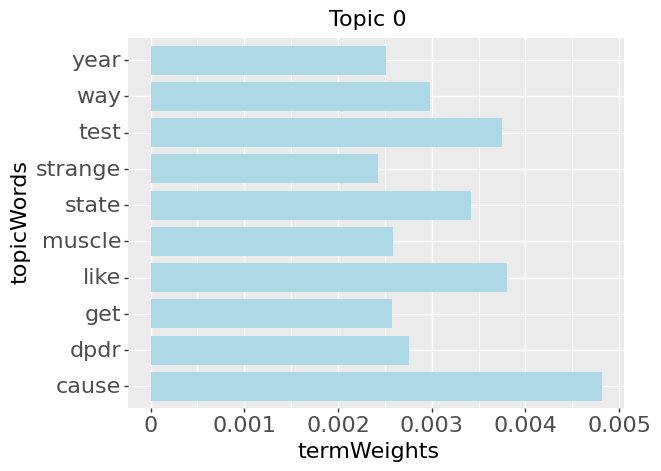 Topic 0
year
way
test
strange
state
muscle
like
get
dpdr
cause
topicWords
0 0.001 0.002 0.003 0.004 0.005
termWeights